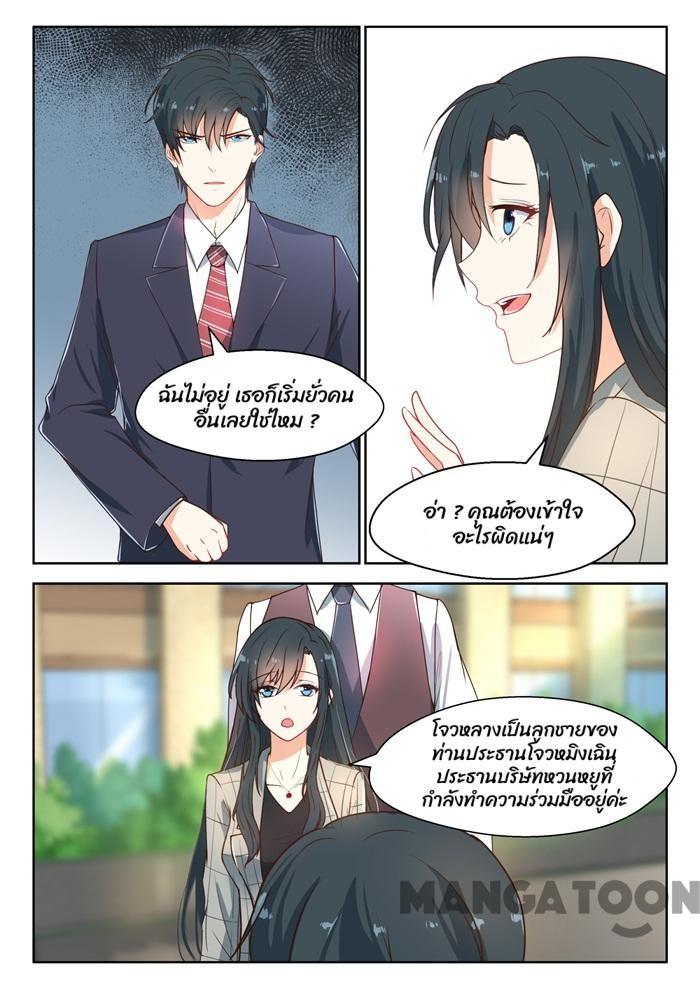 ฉันไม่อยู่ เธอก็เริ่มยั่วคน
อื่นเลยใช่ไหม ?
อ่า ? คุณต้องเข้าใจ
อะไรผิดแน่ๆ
โจวหลางเป็นลูกชายของ
ท่านประธานโจวหมิงเฉิน
ประธานบริษัทหวนหยูที่
กำลังทำความร่วมมืออยู่ค่ะ
MANGATOON